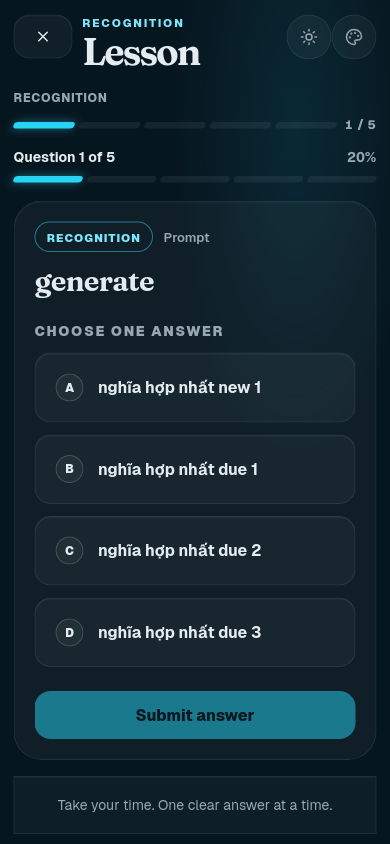 RECOGNITION
Lesson
RECOGNITION
1 / 5
Question 1 of 5
20%
RECOGNITION
Prompt
generate
CHOOSE ONE ANSWER
A nghĩa hợp nhất new 1
B nghĩa hợp nhất due 1
C nghĩa hợp nhất due 2
D nghĩa hợp nhất due 3
Submit answer
Take your time. One clear answer at a time.